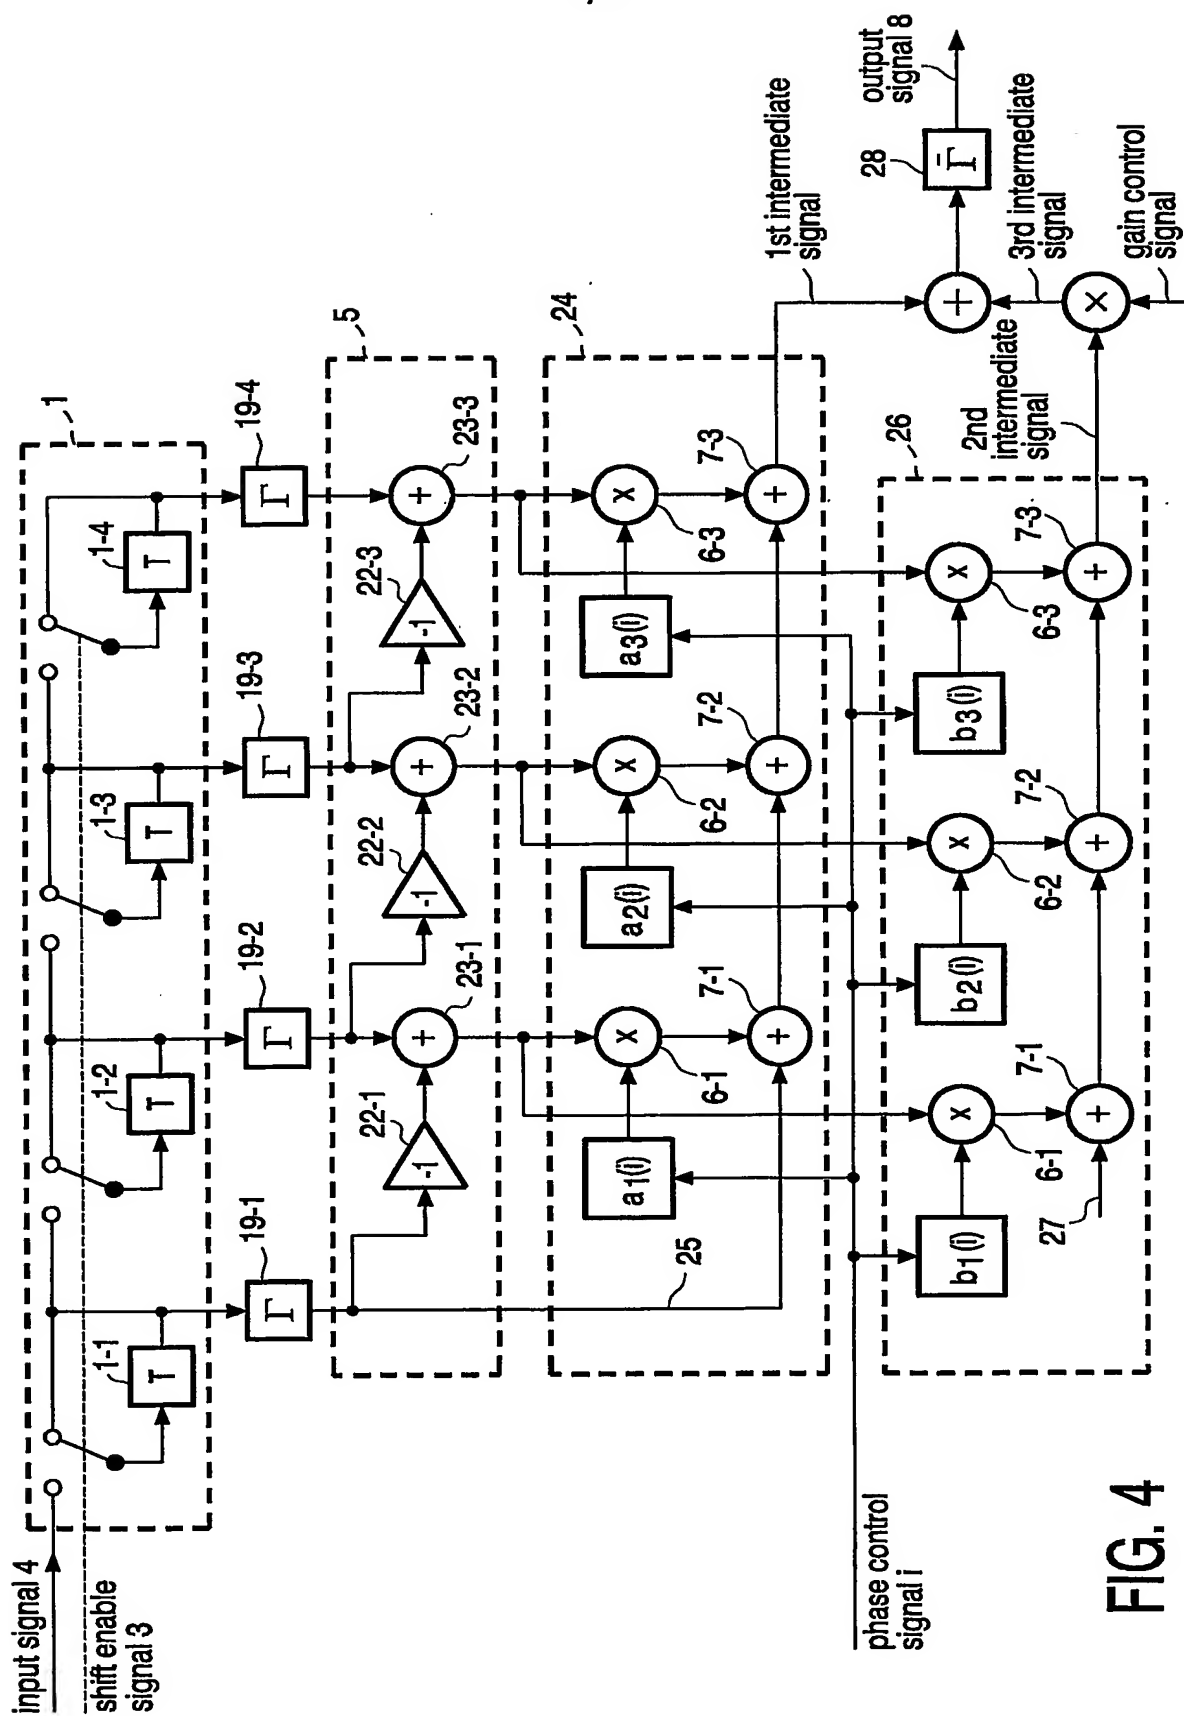 input signal 4
shift enable
signal 3
1
1-1
T
1-2
T
1-3
T
1-4
T
19-1
Γ
19-2
Γ
19-3
Γ
19-4
Γ
5
22-1
-1
23-1
+
22-2
-1
23-2
+
22-3
-1
23-3
+
24
25
a1(i)
x
6-1
7-1
+
a2(i)
x
6-2
7-2
+
a3(i)
x
6-3
7-3
+
1st intermediate
signal
phase control
signal i
26
27
b1(i)
x
6-1
7-1
+
b2(i)
x
6-2
7-2
+
b3(i)
x
6-3
7-3
+
2nd
intermediate
signal
+
3rd intermediate
signal
X
gain control
signal
28
Γ̄
output
signal 8
FIG. 4